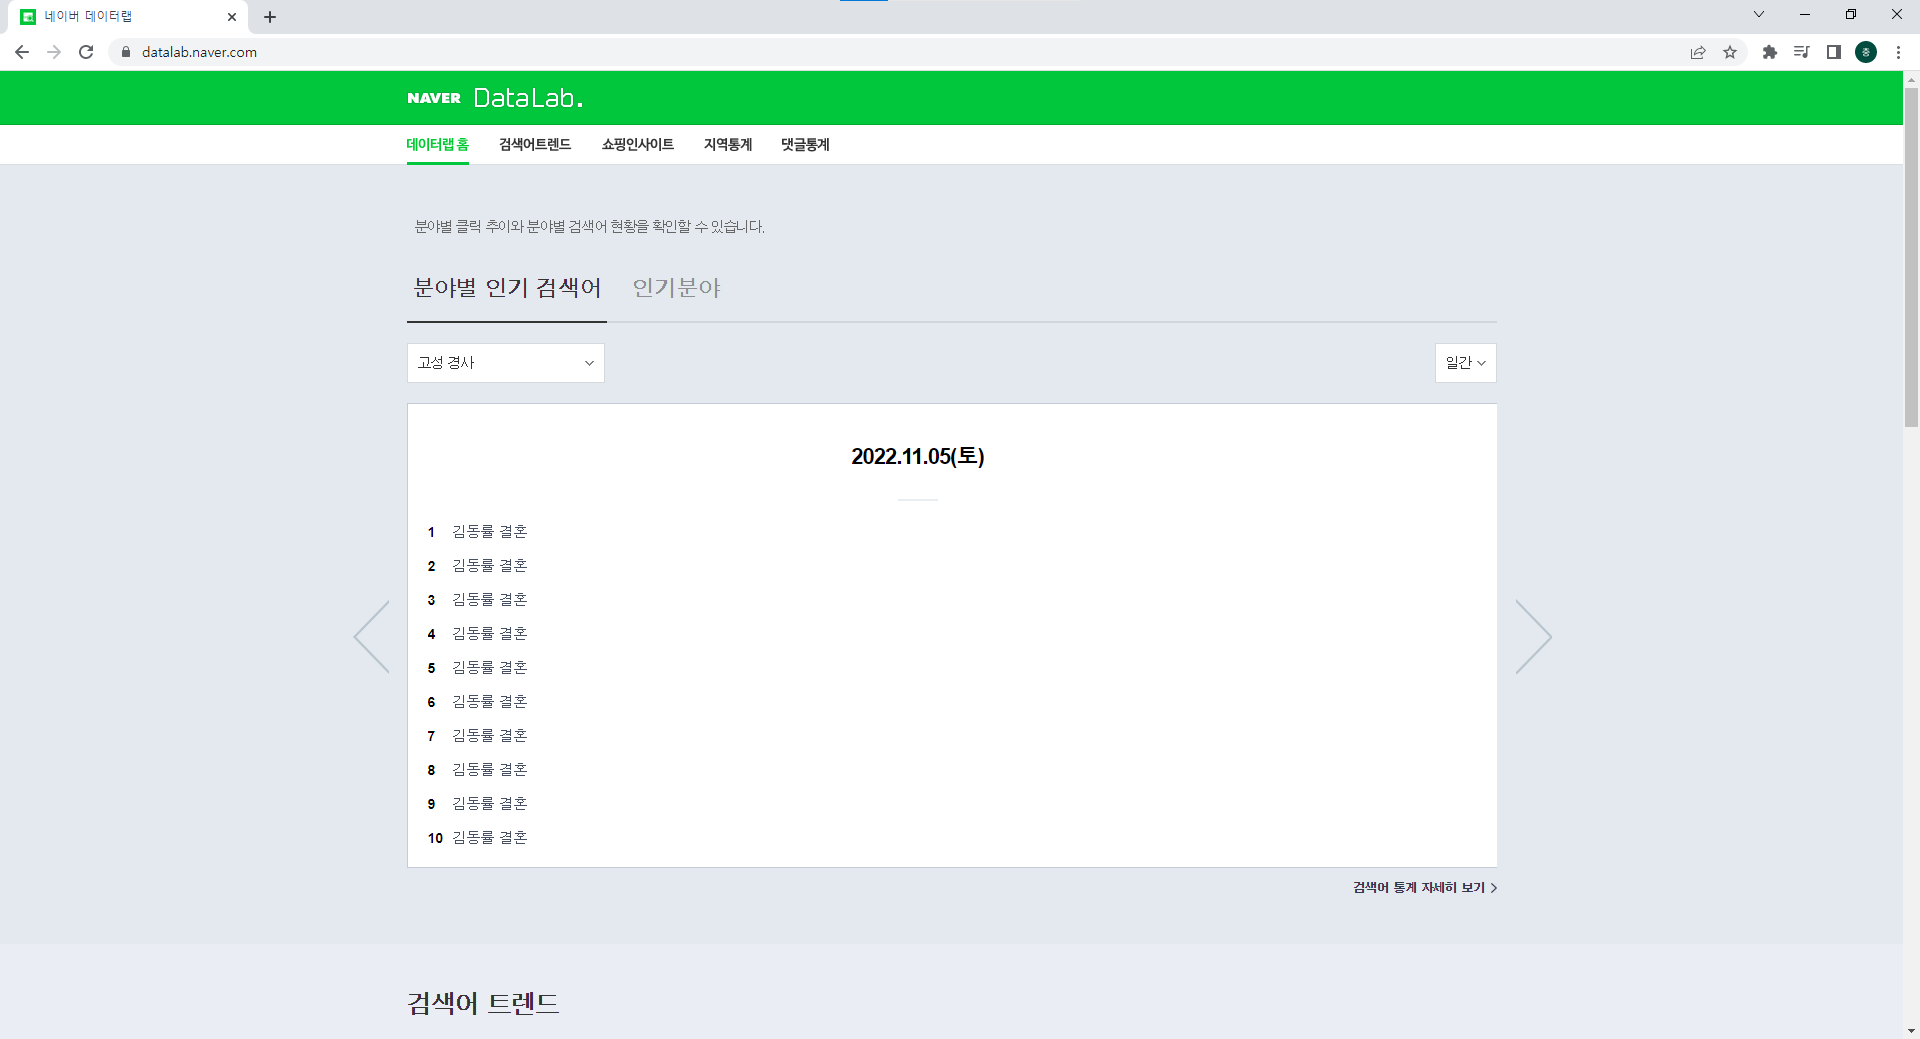 네이버 데이터랩
datalab.naver.com
중
NAVER DataLab.
데이터랩 홈 검색어트렌드 쇼핑인사이트 지역통계 댓글통계
분야별 클릭 추이와 분야별 검색어 현황을 확인할 수 있습니다.
분야별 인기 검색어 인기분야
고성 경사 일간
2022.11.05(토)
1 김동률 결혼
2 김동률 결혼
3 김동률 결혼
4 김동률 결혼
5 김동률 결혼
6 김동률 결혼
7 김동률 결혼
8 김동률 결혼
9 김동률 결혼
10 김동률 결혼
검색어 통계 자세히 보기
검색어 트렌드